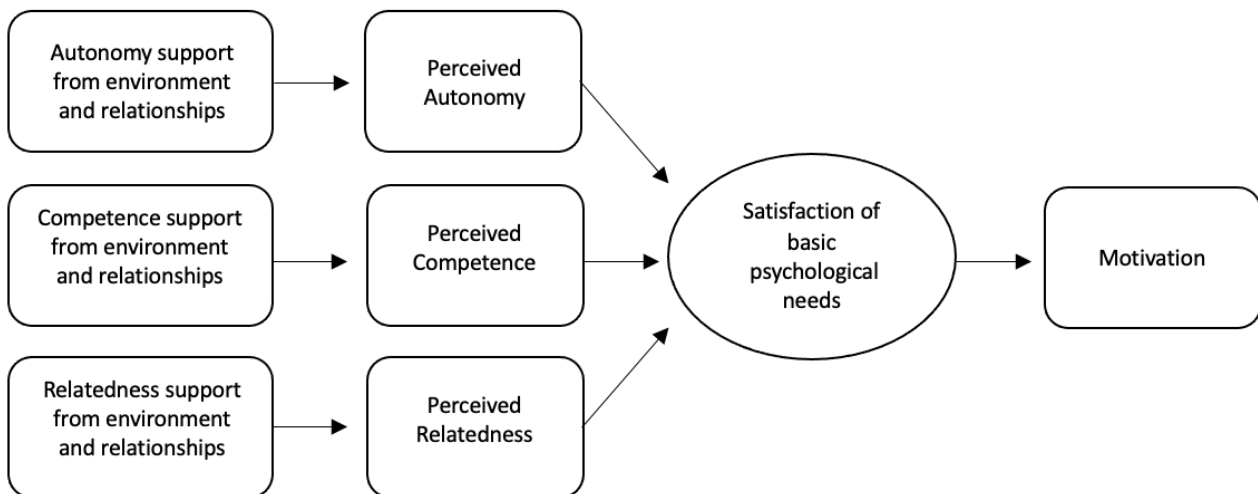 Autonomy support
from environment
and relationships
Perceived
Autonomy
Competence support
from environment
and relationships
Perceived
Competence
Relatedness support
from environment
and relationships
Perceived
Relatedness
Satisfaction of
basic
psychological
needs
Motivation